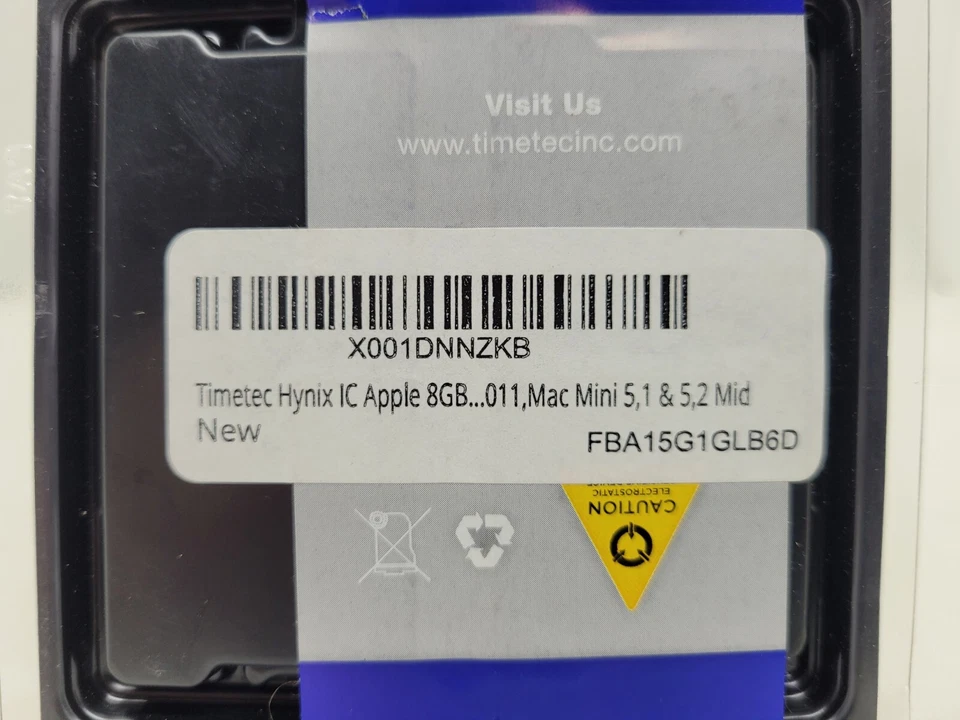 Visit Us
www.timetecinc.com
X001DNNZKB
Timetec Hynix IC Apple 8GB...011,Mac Mini 5,1 & 5,2 Mid
New
FBA15G1GLB6D
CAUTION
ELECTROSTATIC